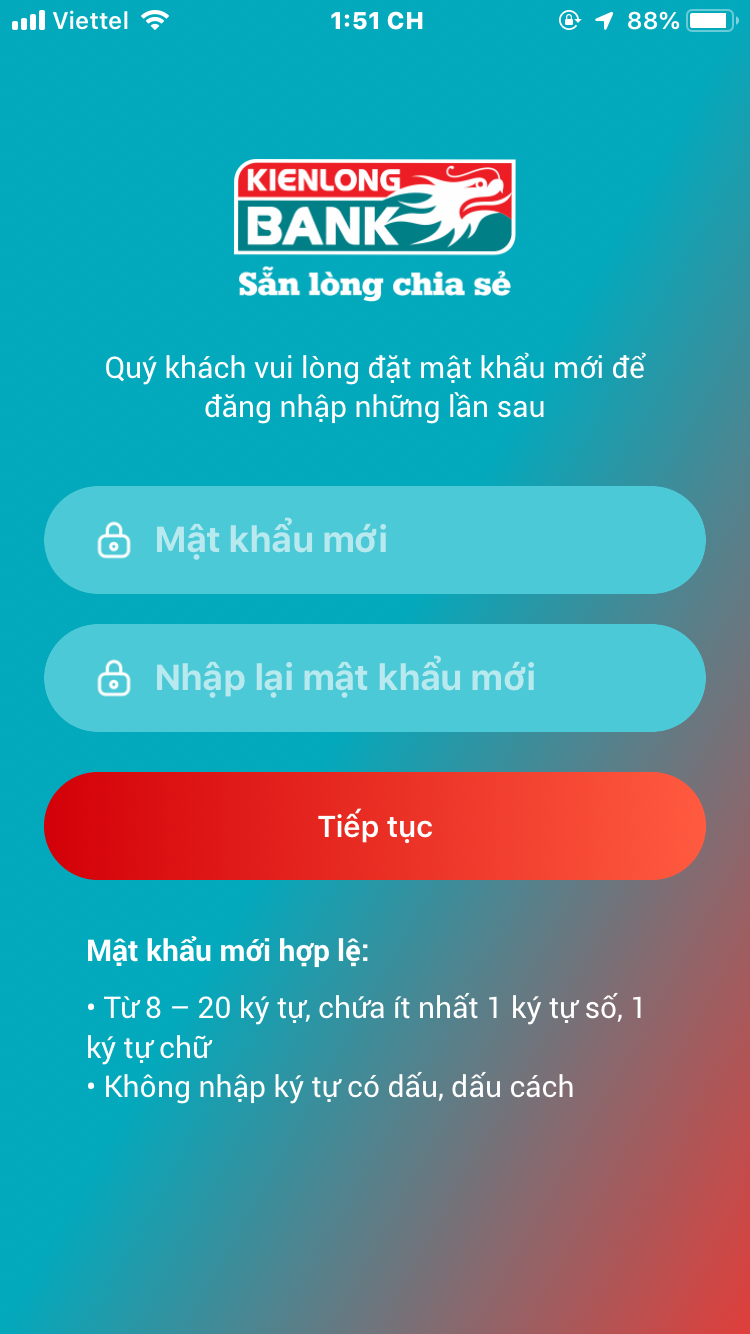 Viettel 1:51 CH 88%
KIENLONG
BANK
Sẵn lòng chia sẻ
Quý khách vui lòng đặt mật khẩu mới để
đăng nhập những lần sau
Mật khẩu mới
Nhập lại mật khẩu mới
Tiếp tục
Mật khẩu mới hợp lệ:
• Từ 8 – 20 ký tự, chứa ít nhất 1 ký tự số, 1
ký tự chữ
• Không nhập ký tự có dấu, dấu cách